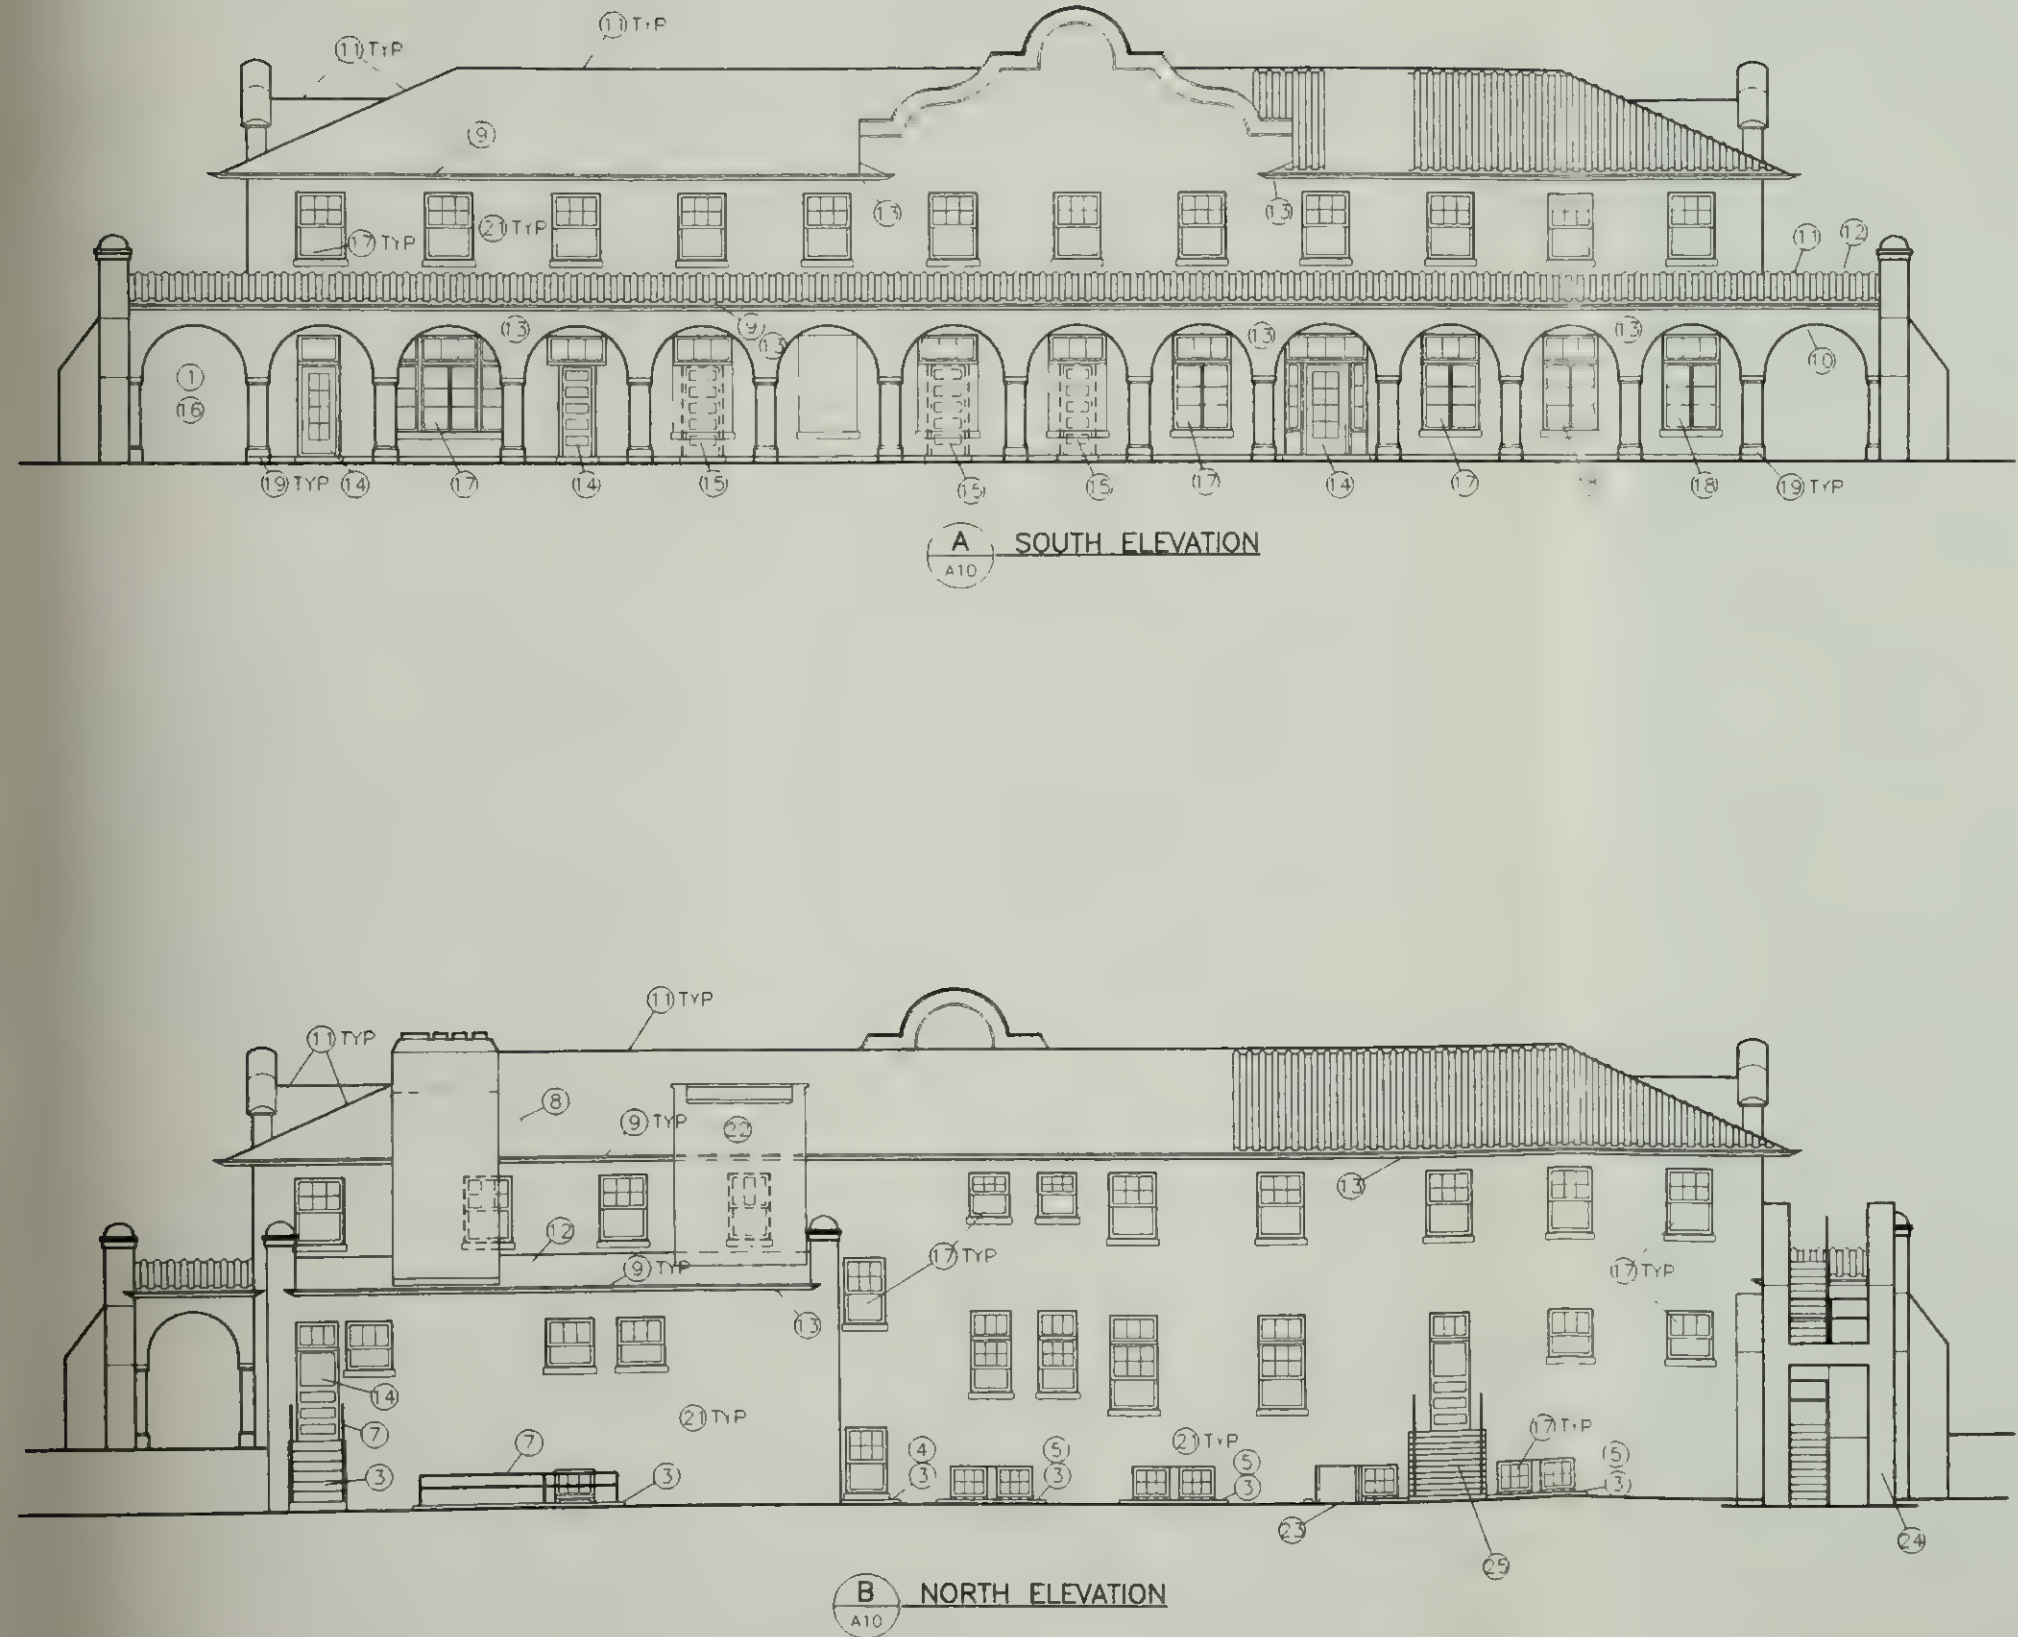 11 TYP
11 TYP
9
13
13
17 TYP
21 TYP
11
12
13
9
13
13
13
10
1
16
19 TYP
14
17
14
15
15
15
17
14
17
18
19 TYP
A
A10
SOUTH ELEVATION
11 TYP
11 TYP
8
9 TYP
22
13
12
9 TYP
17 TYP
17 TYP
13
14
7
21 TYP
3
7
3
4
3
5
3
21 TYP
5
3
17 TYP
5
3
23
25
24
B
A10
NORTH ELEVATION